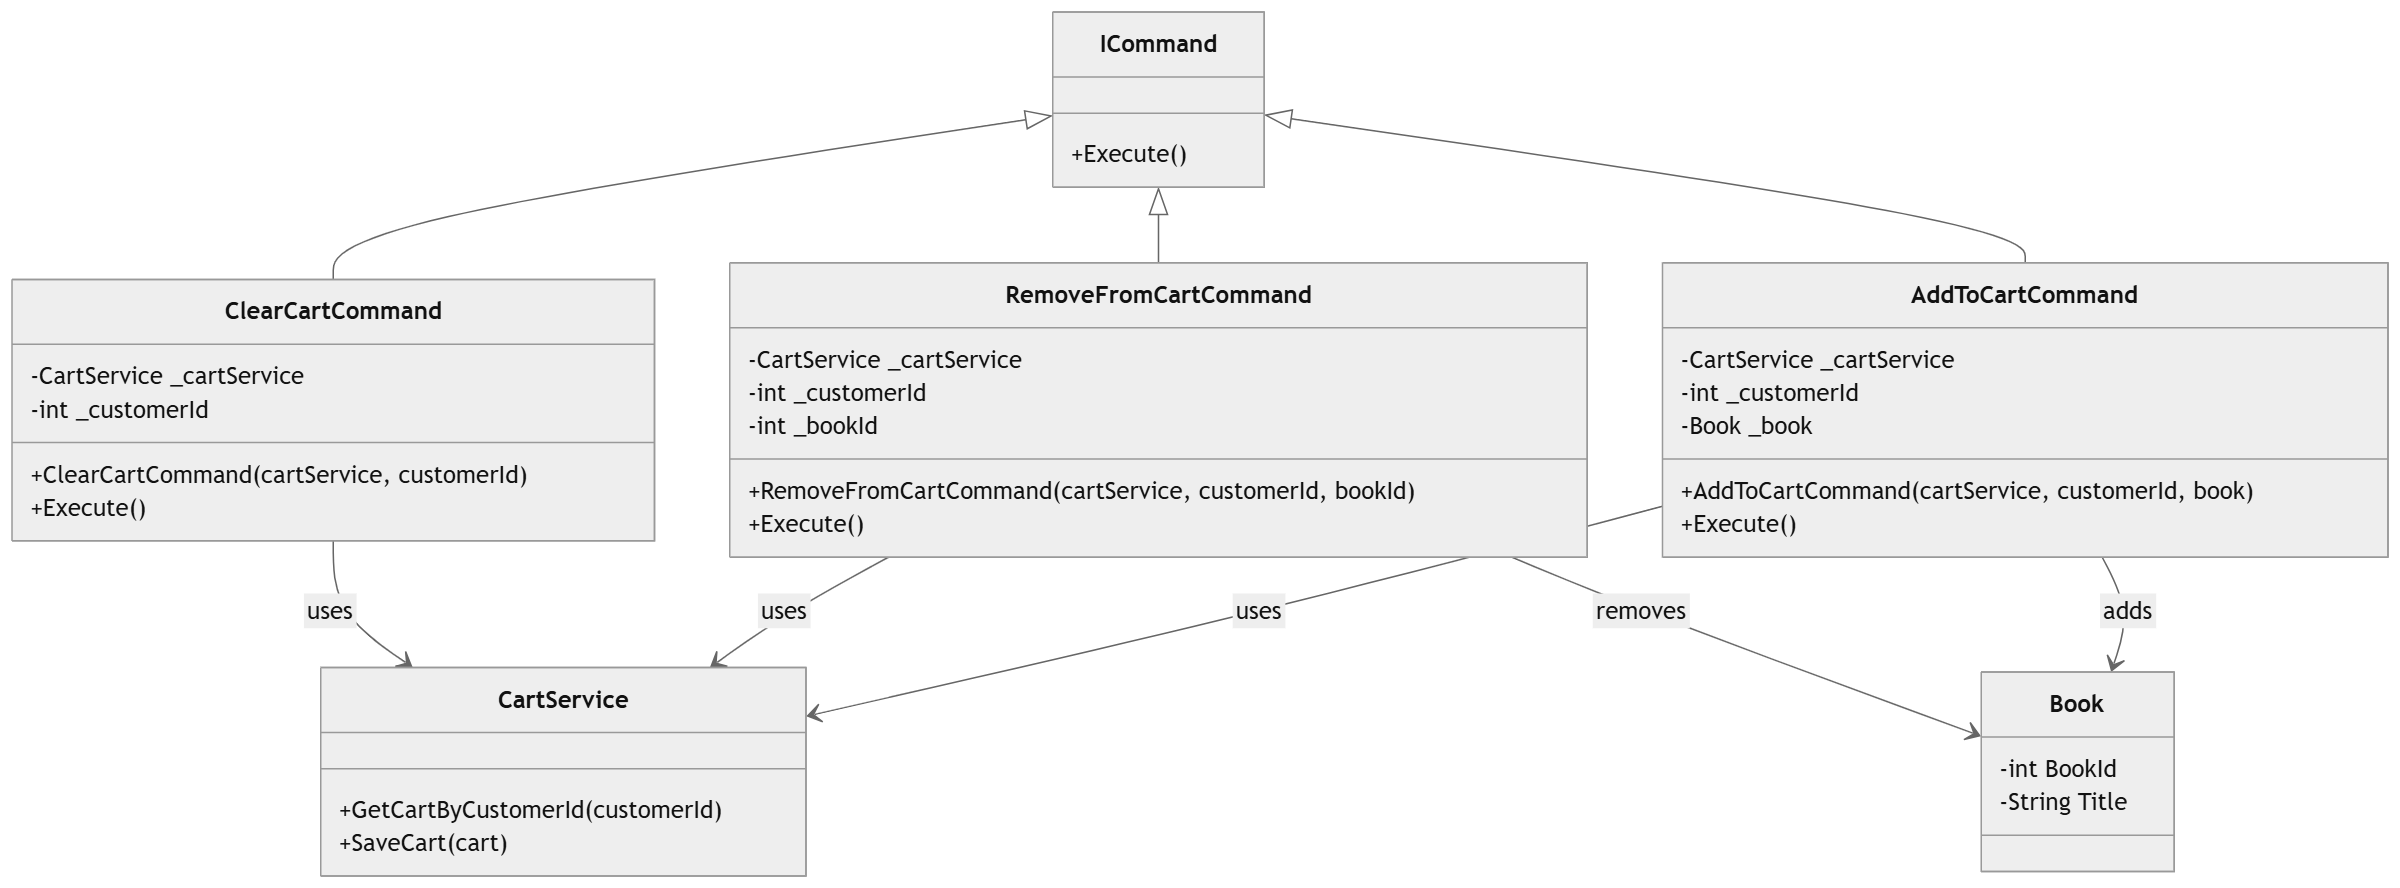 ICommand
+Execute()
ClearCartCommand
-CartService _cartService
-int _customerId
+ClearCartCommand(cartService, customerId)
+Execute()
RemoveFromCartCommand
-CartService _cartService
-int _customerId
-int _bookId
+RemoveFromCartCommand(cartService, customerId, bookId)
+Execute()
AddToCartCommand
-CartService _cartService
-int _customerId
-Book _book
+AddToCartCommand(cartService, customerId, book)
+Execute()
uses
uses
uses
removes
adds
CartService
+GetCartByCustomerId(customerId)
+SaveCart(cart)
Book
-int BookId
-String Title